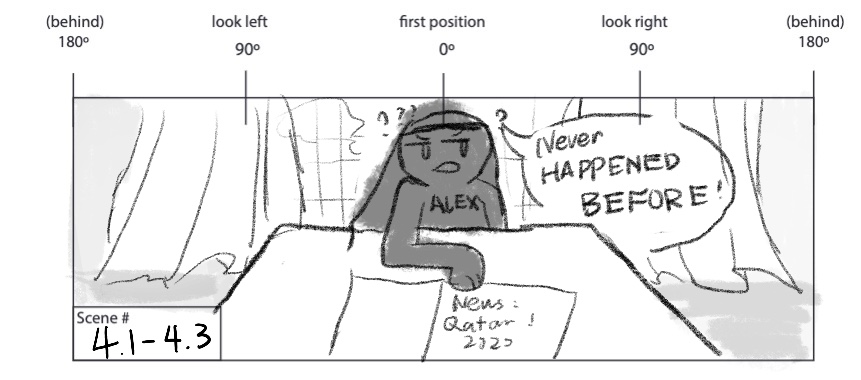 (behind) look left first position look right (behind)
180º 90º 0º 90º 180º
? ? ?
?
Never
HAPPENED
BEFORE!
ALEX
News:
Qatar!
Scene #
4.1-4.3